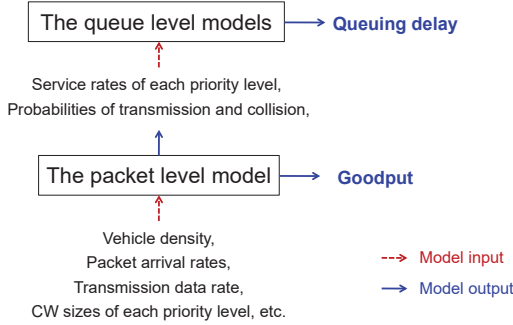 The queue level models
Queuing delay
Service rates of each priority level,
Probabilities of transmission and collision,
The packet level model
Goodput
Vehicle density,
Packet arrival rates,
Transmission data rate,
CW sizes of each priority level, etc.
Model input
Model output